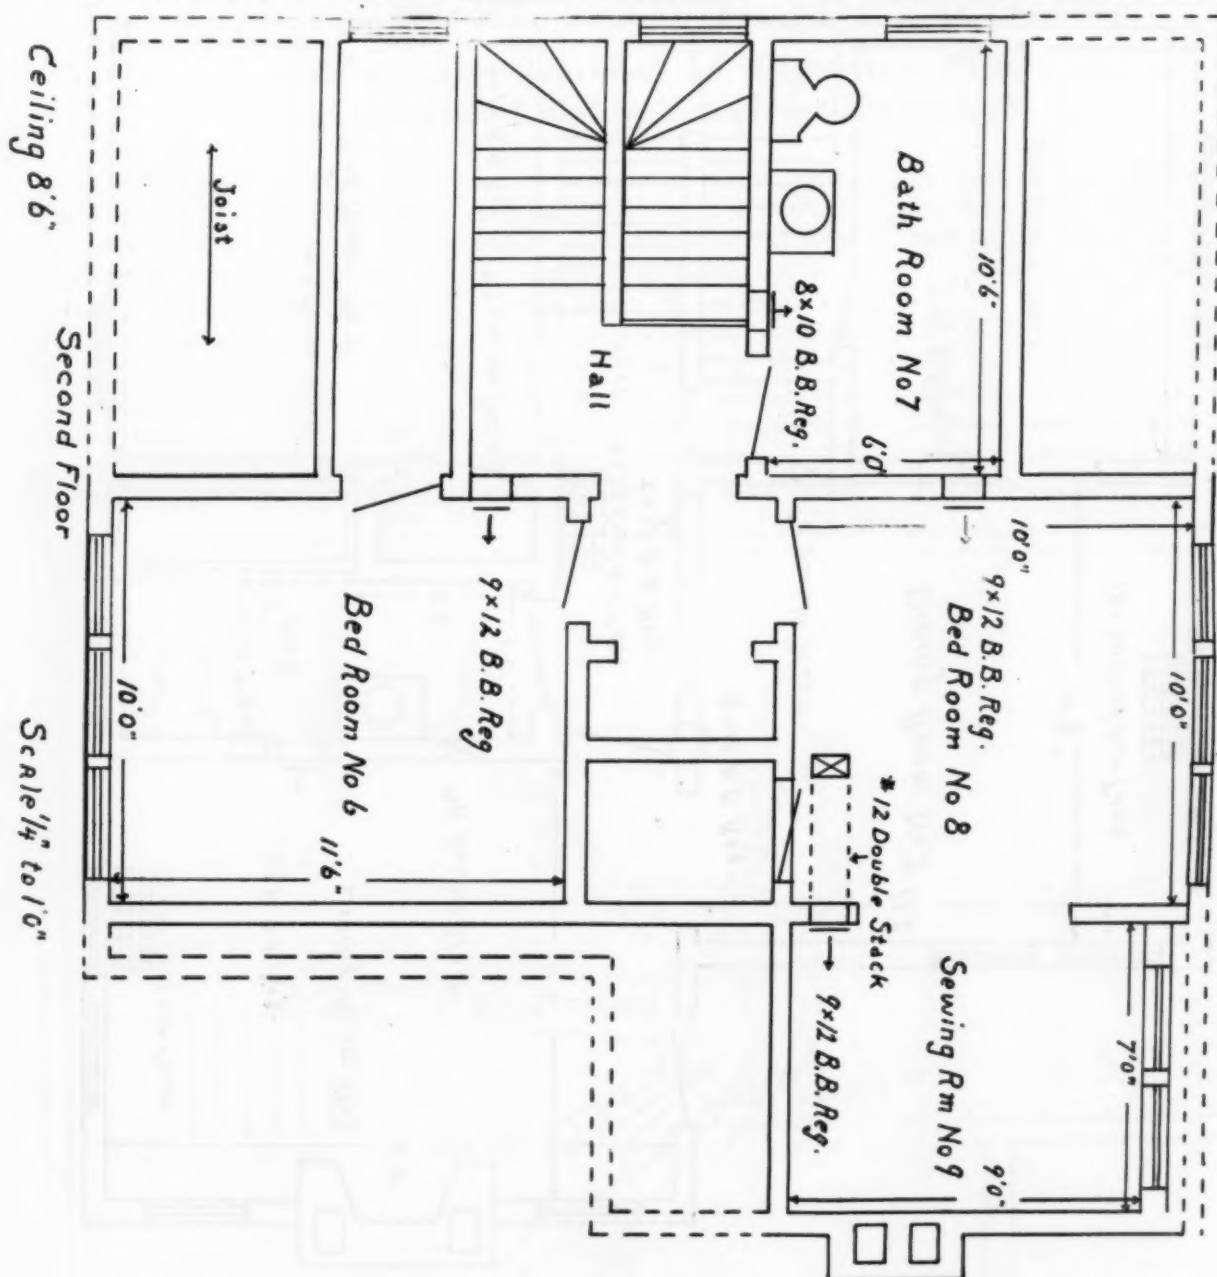 Bath Room No 7
10'6"
6'0"
8×10 B.B. Reg.
Hall
Joist
10'0"
10'0"
9×12 B.B. Reg.
Bed Room No 8
#12 Double Stack
9×12 B.B. Reg
Bed Room No 6
10'0"
11'6"
Sewing Rm No 9
7'0"
9'0"
9×12 B.B. Reg.
Ceiling 8'6"
Second Floor
Scale 1/4" to 1'0"